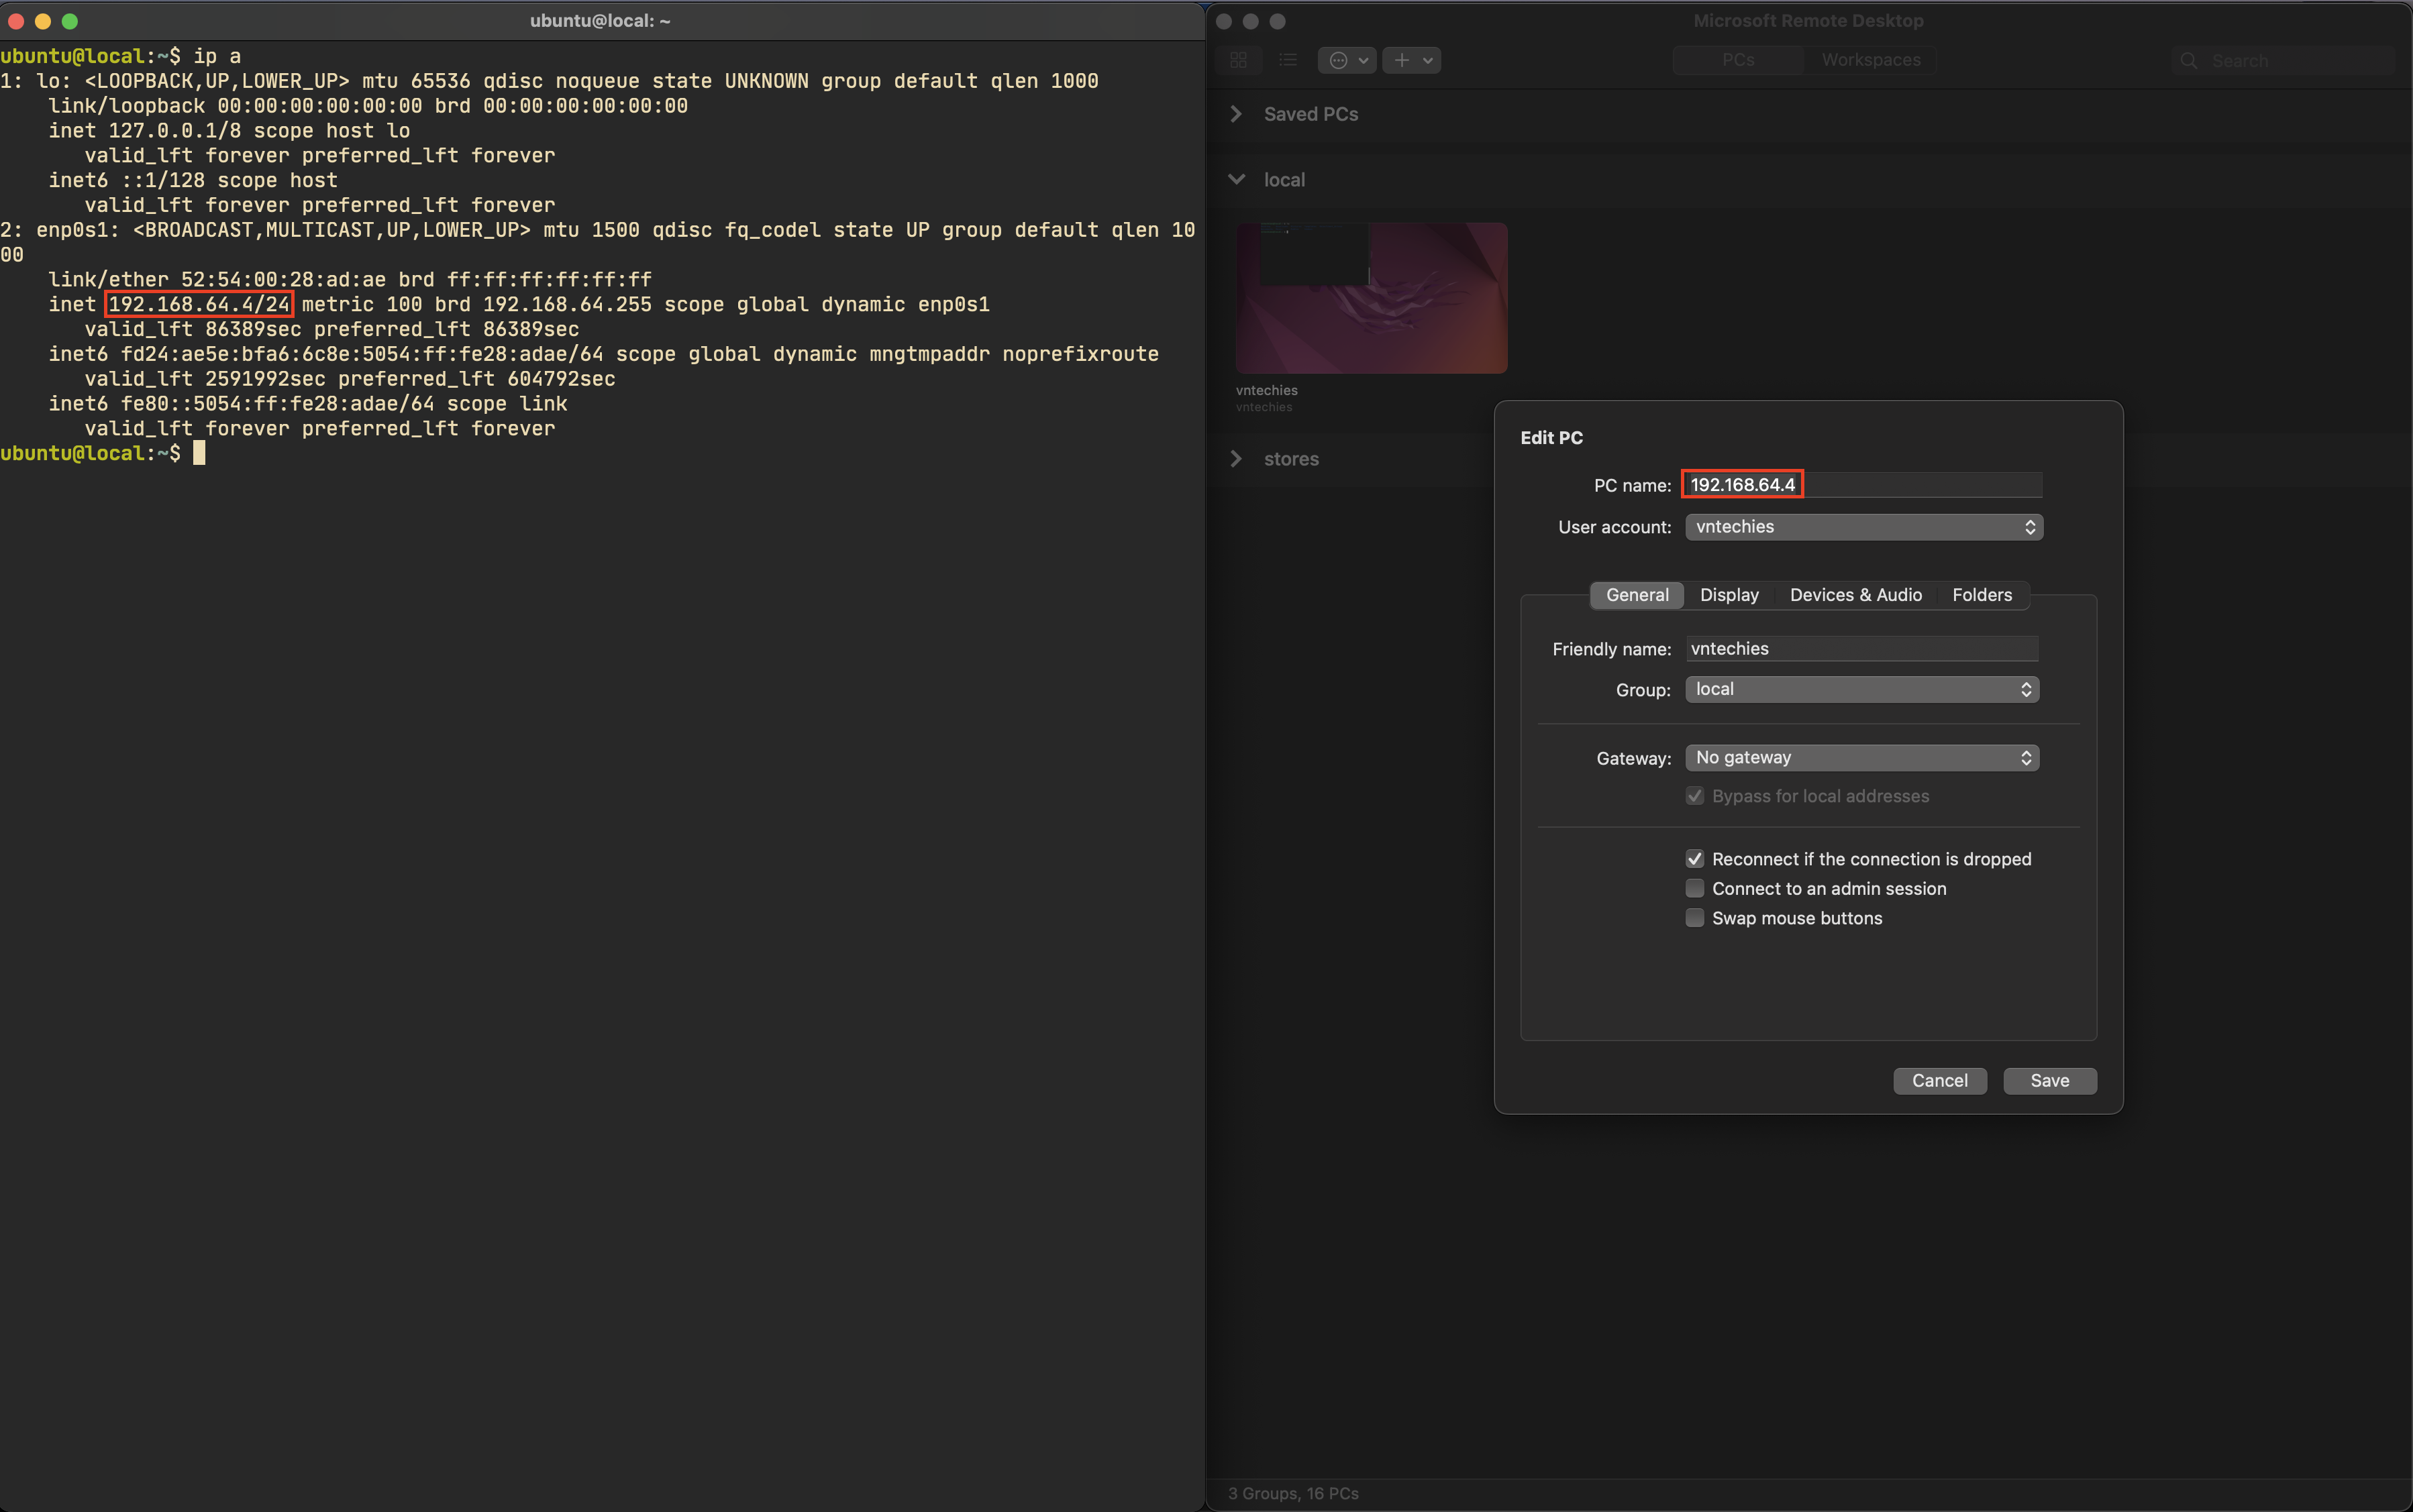 ubuntu@local: ~
ubuntu@local:~$ ip a
1: lo: <LOOPBACK,UP,LOWER_UP> mtu 65536 qdisc noqueue state UNKNOWN group default qlen 1000
link/loopback 00:00:00:00:00:00 brd 00:00:00:00:00:00
inet 127.0.0.1/8 scope host lo
valid_lft forever preferred_lft forever
inet6 ::1/128 scope host
valid_lft forever preferred_lft forever
2: enp0s1: <BROADCAST,MULTICAST,UP,LOWER_UP> mtu 1500 qdisc fq_codel state UP group default qlen 10
00
link/ether 52:54:00:28:ad:ae brd ff:ff:ff:ff:ff:ff
inet 192.168.64.4/24 metric 100 brd 192.168.64.255 scope global dynamic enp0s1
valid_lft 86389sec preferred_lft 86389sec
inet6 fd24:ae5e:bfa6:6c8e:5054:ff:fe28:adae/64 scope global dynamic mngtmpaddr noprefixroute
valid_lft 2591992sec preferred_lft 604792sec
inet6 fe80::5054:ff:fe28:adae/64 scope link
valid_lft forever preferred_lft forever
ubuntu@local:~$
Microsoft Remote Desktop
PCs Workspaces Search
Saved PCs
local
vntechies
vntechies
stores
Edit PC
PC name: 192.168.64.4
User account: vntechies
General Display Devices & Audio Folders
Friendly name: vntechies
Group: local
Gateway: No gateway
Bypass for local addresses
Reconnect if the connection is dropped
Connect to an admin session
Swap mouse buttons
Cancel Save
3 Groups, 16 PCs